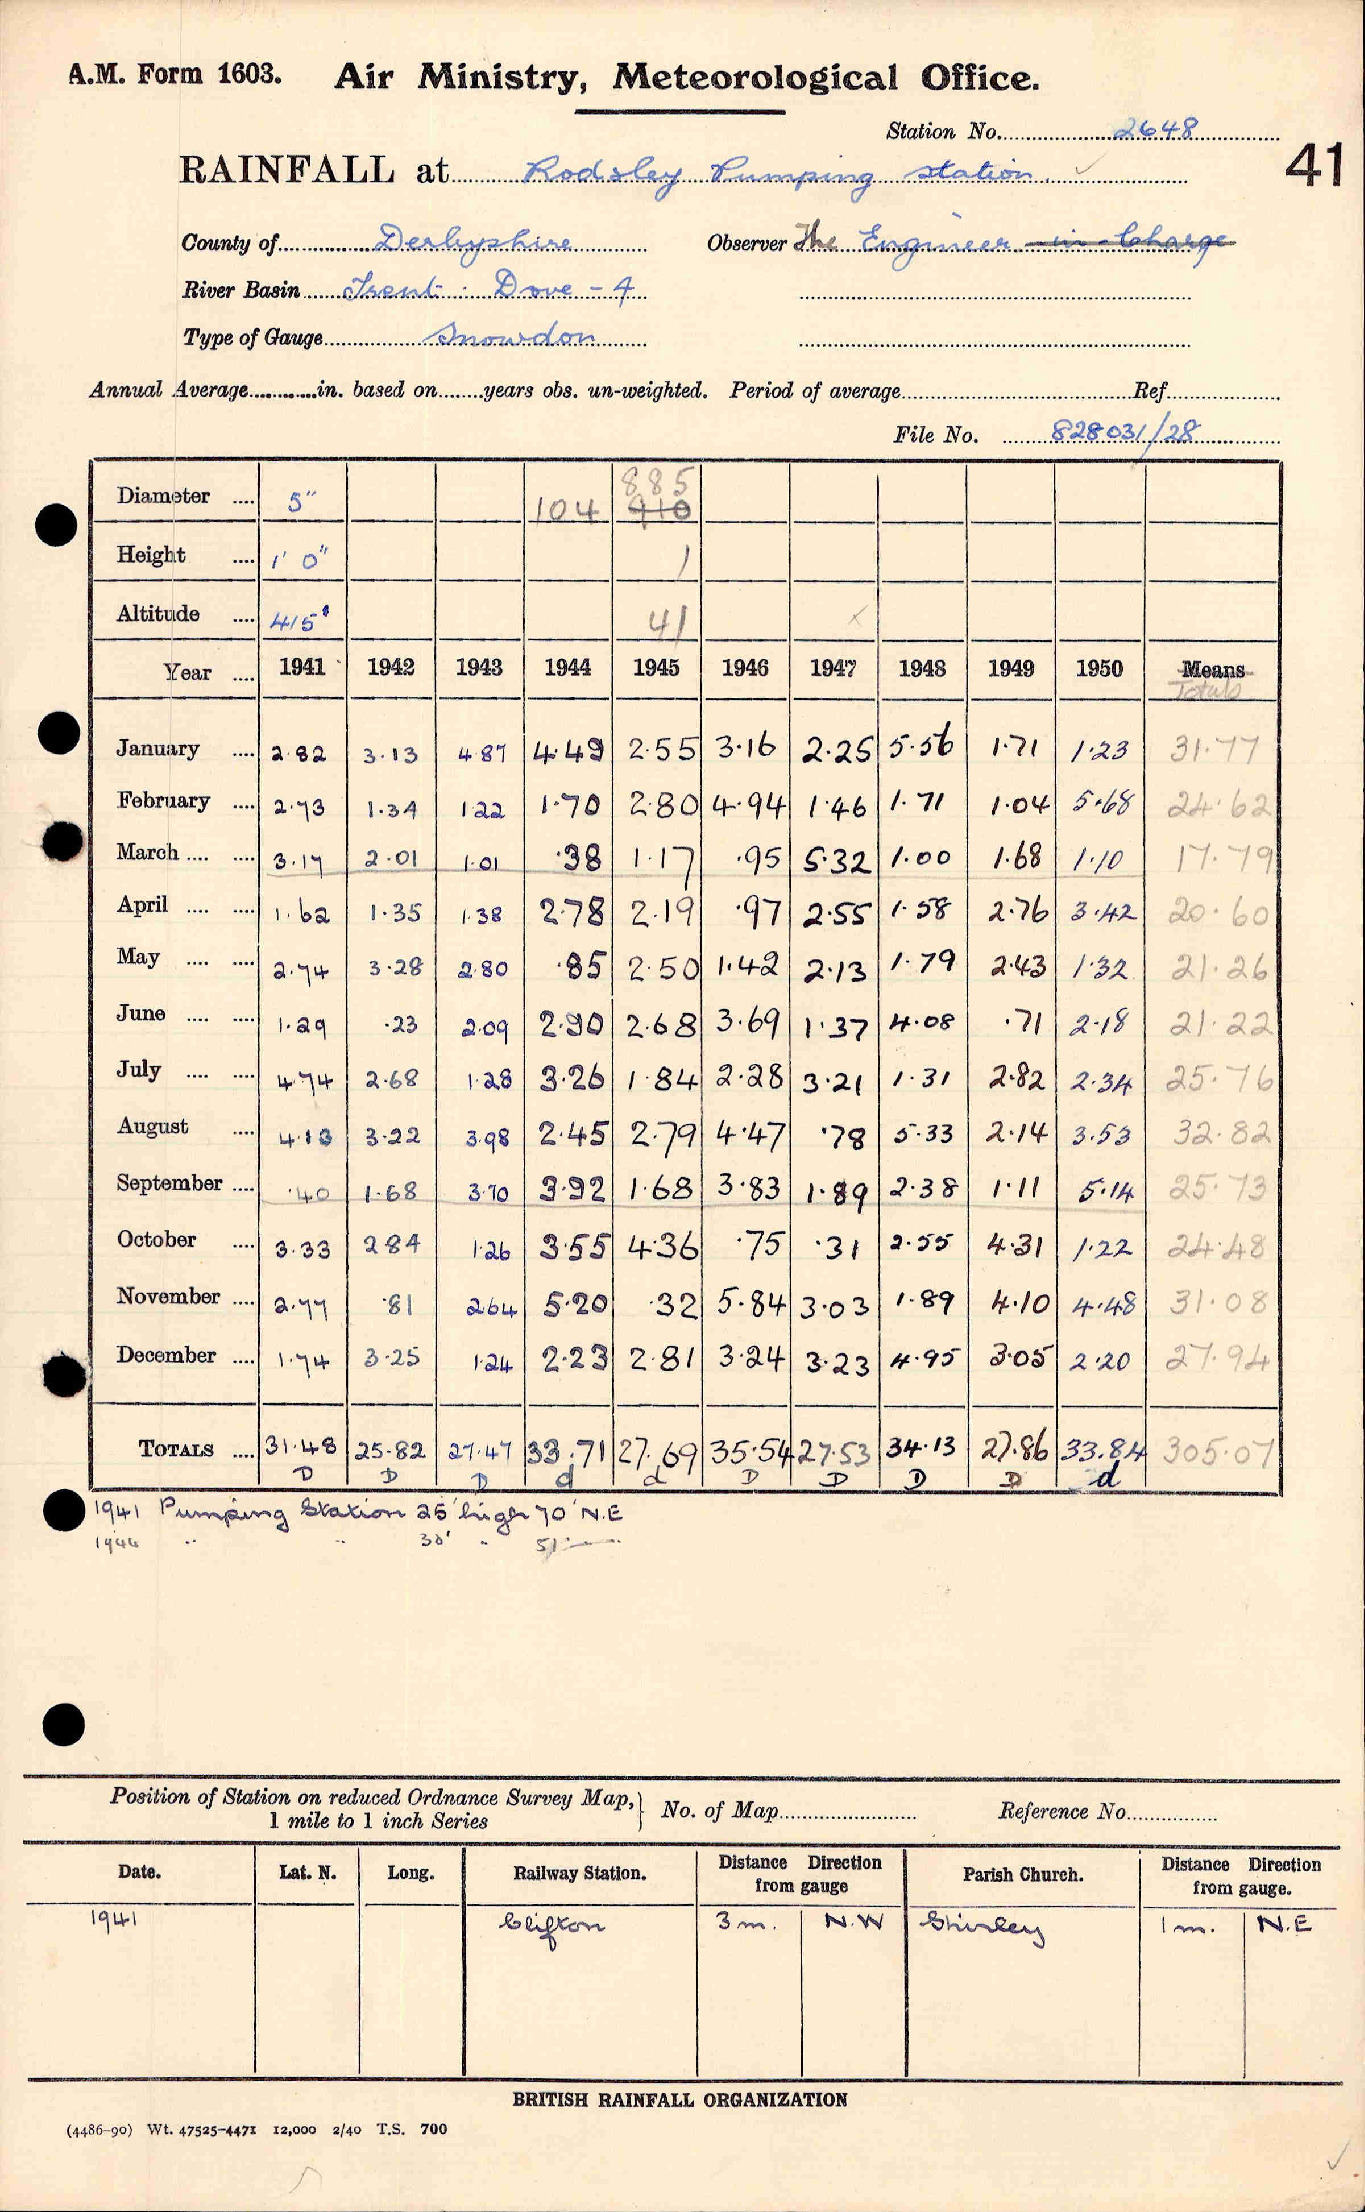 A.M. Form 1603. Air Ministry, Meteorological Office.
Station No. 2648
41
RAINFALL at Rodsley Pumping Station
County of Derbyshire Observer The Engineer in-Charge
River Basin Trent: Dove - 4
Type of Gauge Snowdon
Annual Average in. based on years obs. un-weighted. Period of average Ref.
File No. 828031/28
Diameter 5" 104 885 910
Height 1' 0" 1
Altitude 415' 41
Year 1941 1942 1943 1944 1945 1946 1947 1948 1949 1950 Means
Totals
January 2.82 3.13 4.87 4.49 2.55 3.16 2.25 5.56 1.71 1.23 31.77
February 2.73 1.34 1.22 1.70 2.80 4.94 1.46 1.71 1.04 5.68 24.62
March 3.17 2.01 1.01 .38 1.17 .95 5.32 1.00 1.68 1.10 17.79
April 1.62 1.35 1.38 2.78 2.19 .97 2.55 1.58 2.76 3.42 20.60
May 2.74 3.28 2.80 .85 2.50 1.42 2.13 1.79 2.43 1.32 21.26
June 1.29 .23 2.09 2.90 2.68 3.69 1.37 4.08 .71 2.18 21.22
July 4.74 2.68 1.28 3.26 1.84 2.28 3.21 1.31 2.82 2.34 25.76
August 4.13 3.22 3.98 2.45 2.79 4.47 .78 5.33 2.14 3.53 32.82
September .40 1.68 3.70 3.92 1.68 3.83 1.89 2.38 1.11 5.14 25.73
October 3.33 2.84 1.26 3.55 4.36 .75 .31 2.55 4.31 1.22 24.48
November 2.77 .81 2.64 5.20 .32 5.84 3.03 1.89 4.10 4.48 31.08
December 1.74 3.25 1.24 2.23 2.81 3.24 3.23 4.95 3.05 2.20 27.94
TOTALS 31.48 25.82 27.47 33.71 27.69 35.54 27.53 34.13 27.86 33.84 305.07
D D D d d D D D D d
1941 Pumping Station 25' high 70' N.E
1946 " " 30' " 51'
Position of Station on reduced Ordnance Survey Map, 1 mile to 1 inch Series } No. of Map Reference No.
Date. Lat. N. Long. Railway Station. Distance Direction from gauge Parish Church. Distance Direction from gauge.
1941 Clifton 3 m. N.W Shirley 1 m. N.E
BRITISH RAINFALL ORGANIZATION
(4486-90) Wt. 47525-4471 12,000 2/40 T.S. 700